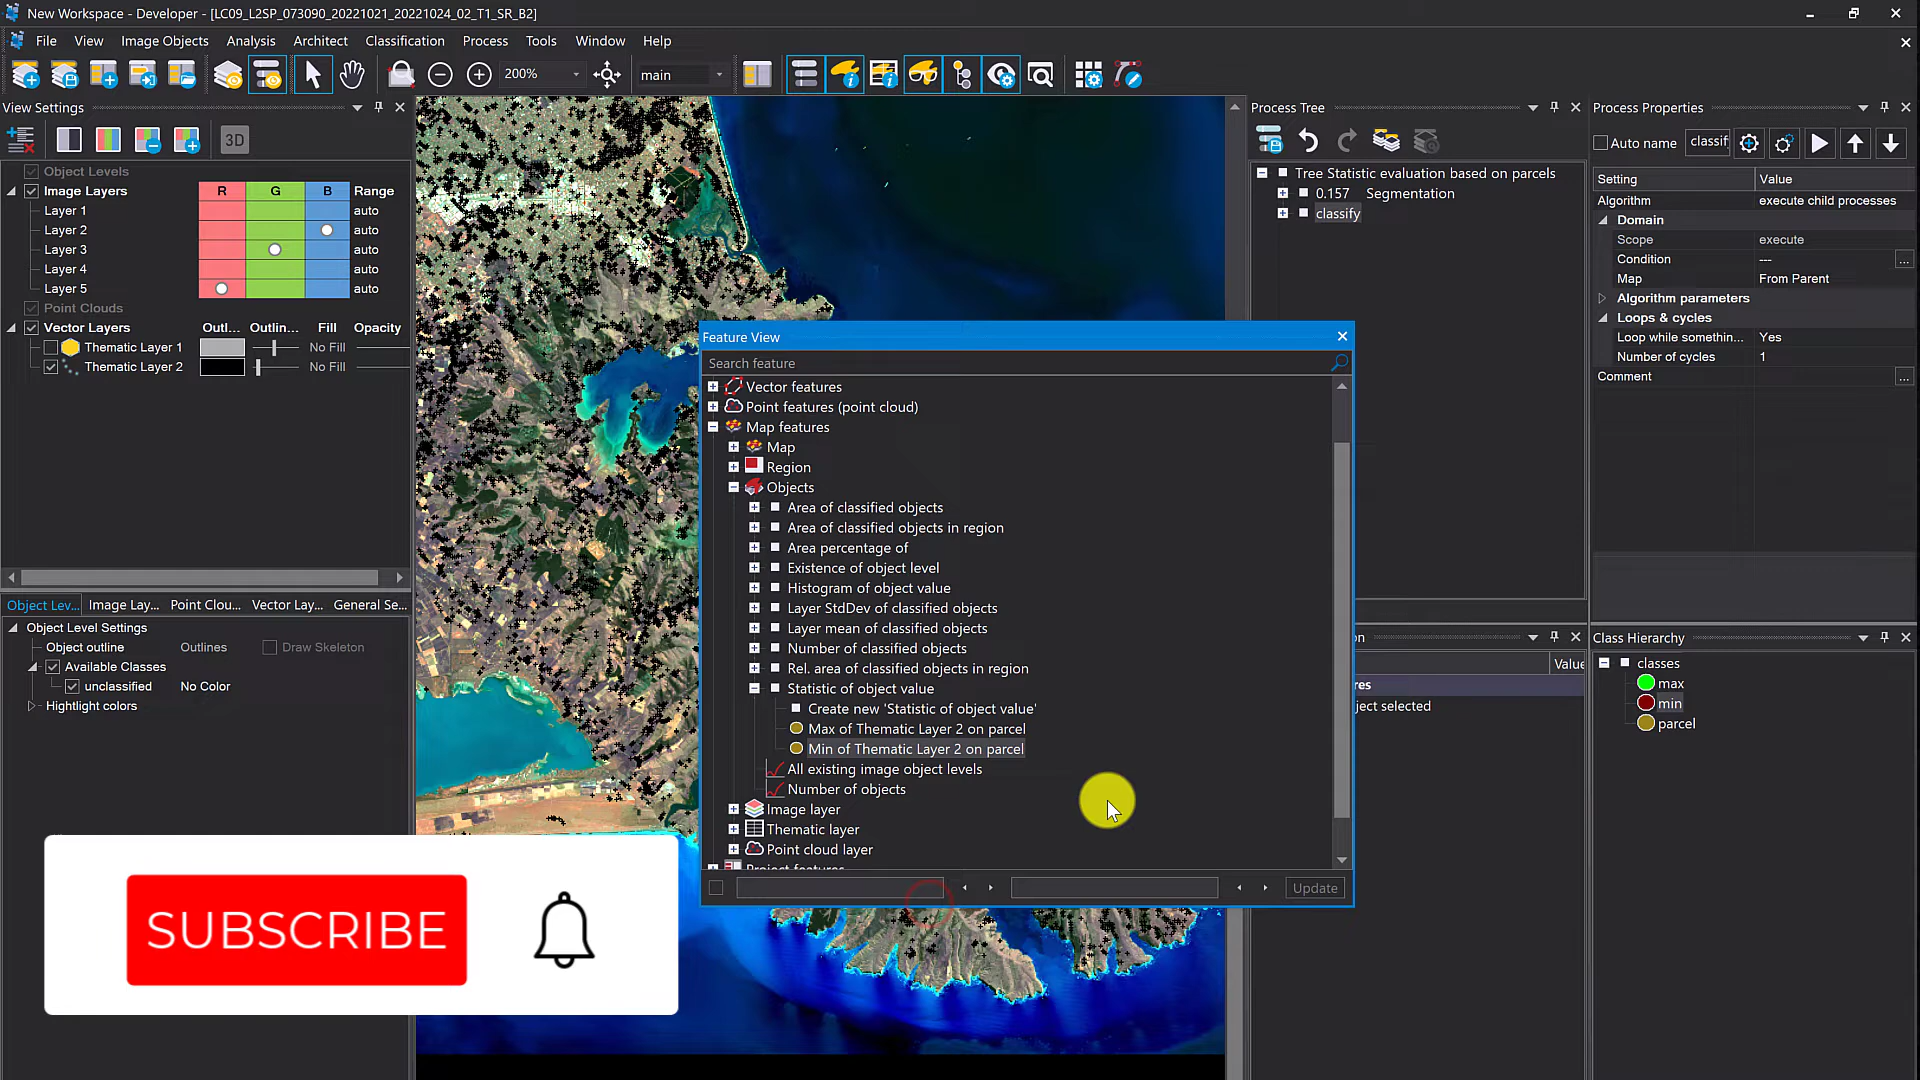 New Workspace - Developer - [LC09_L2SP_073090_20221021_20221024_02_T1_SR_B2]
File View Image Objects Analysis Architect Classification Process Tools Window Help
200% main
View Settings
3D
Object Levels
Image Layers R G B Range
Layer 1 auto
Layer 2 auto
Layer 3 auto
Layer 4 auto
Layer 5 auto
Point Clouds
Vector Layers Outl... Outlin... Fill Opacity
Thematic Layer 1 No Fill
Thematic Layer 2 No Fill
Object Lev... Image Lay... Point Clou... Vector Lay... General Se...
Object Level Settings
Object outline Outlines Draw Skeleton
Available Classes
unclassified No Color
Highlight colors
SUBSCRIBE
Feature View
Search feature
Vector features
Point features (point cloud)
Map features
Map
Region
Objects
Area of classified objects
Area of classified objects in region
Area percentage of
Existence of object level
Histogram of object value
Layer StdDev of classified objects
Layer mean of classified objects
Number of classified objects
Rel. area of classified objects in region
Statistic of object value
Create new 'Statistic of object value'
Max of Thematic Layer 2 on parcel
Min of Thematic Layer 2 on parcel
All existing image object levels
Number of objects
Image layer
Thematic layer
Point cloud layer
Project features
Update
Process Tree
Tree Statistic evaluation based on parcels
0.157 Segmentation
classify
on
Value
res
ject selected
Process Properties
Auto name classif
Setting Value
Algorithm execute child processes
Domain
Scope execute
Condition ---
Map From Parent
Algorithm parameters
Loops & cycles
Loop while somethin... Yes
Number of cycles 1
Comment
Class Hierarchy
classes
max
min
parcel